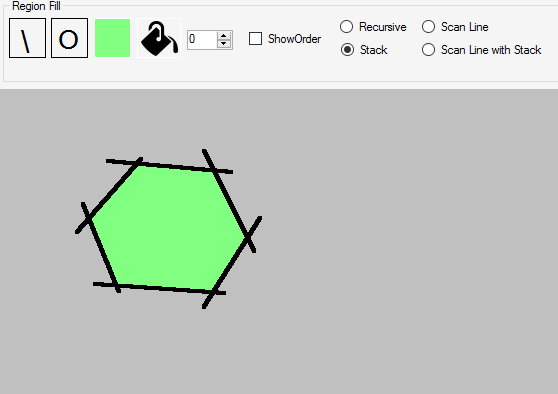 Region Fill
\ O 0 ShowOrder Recursive Scan Line
Stack Scan Line with Stack